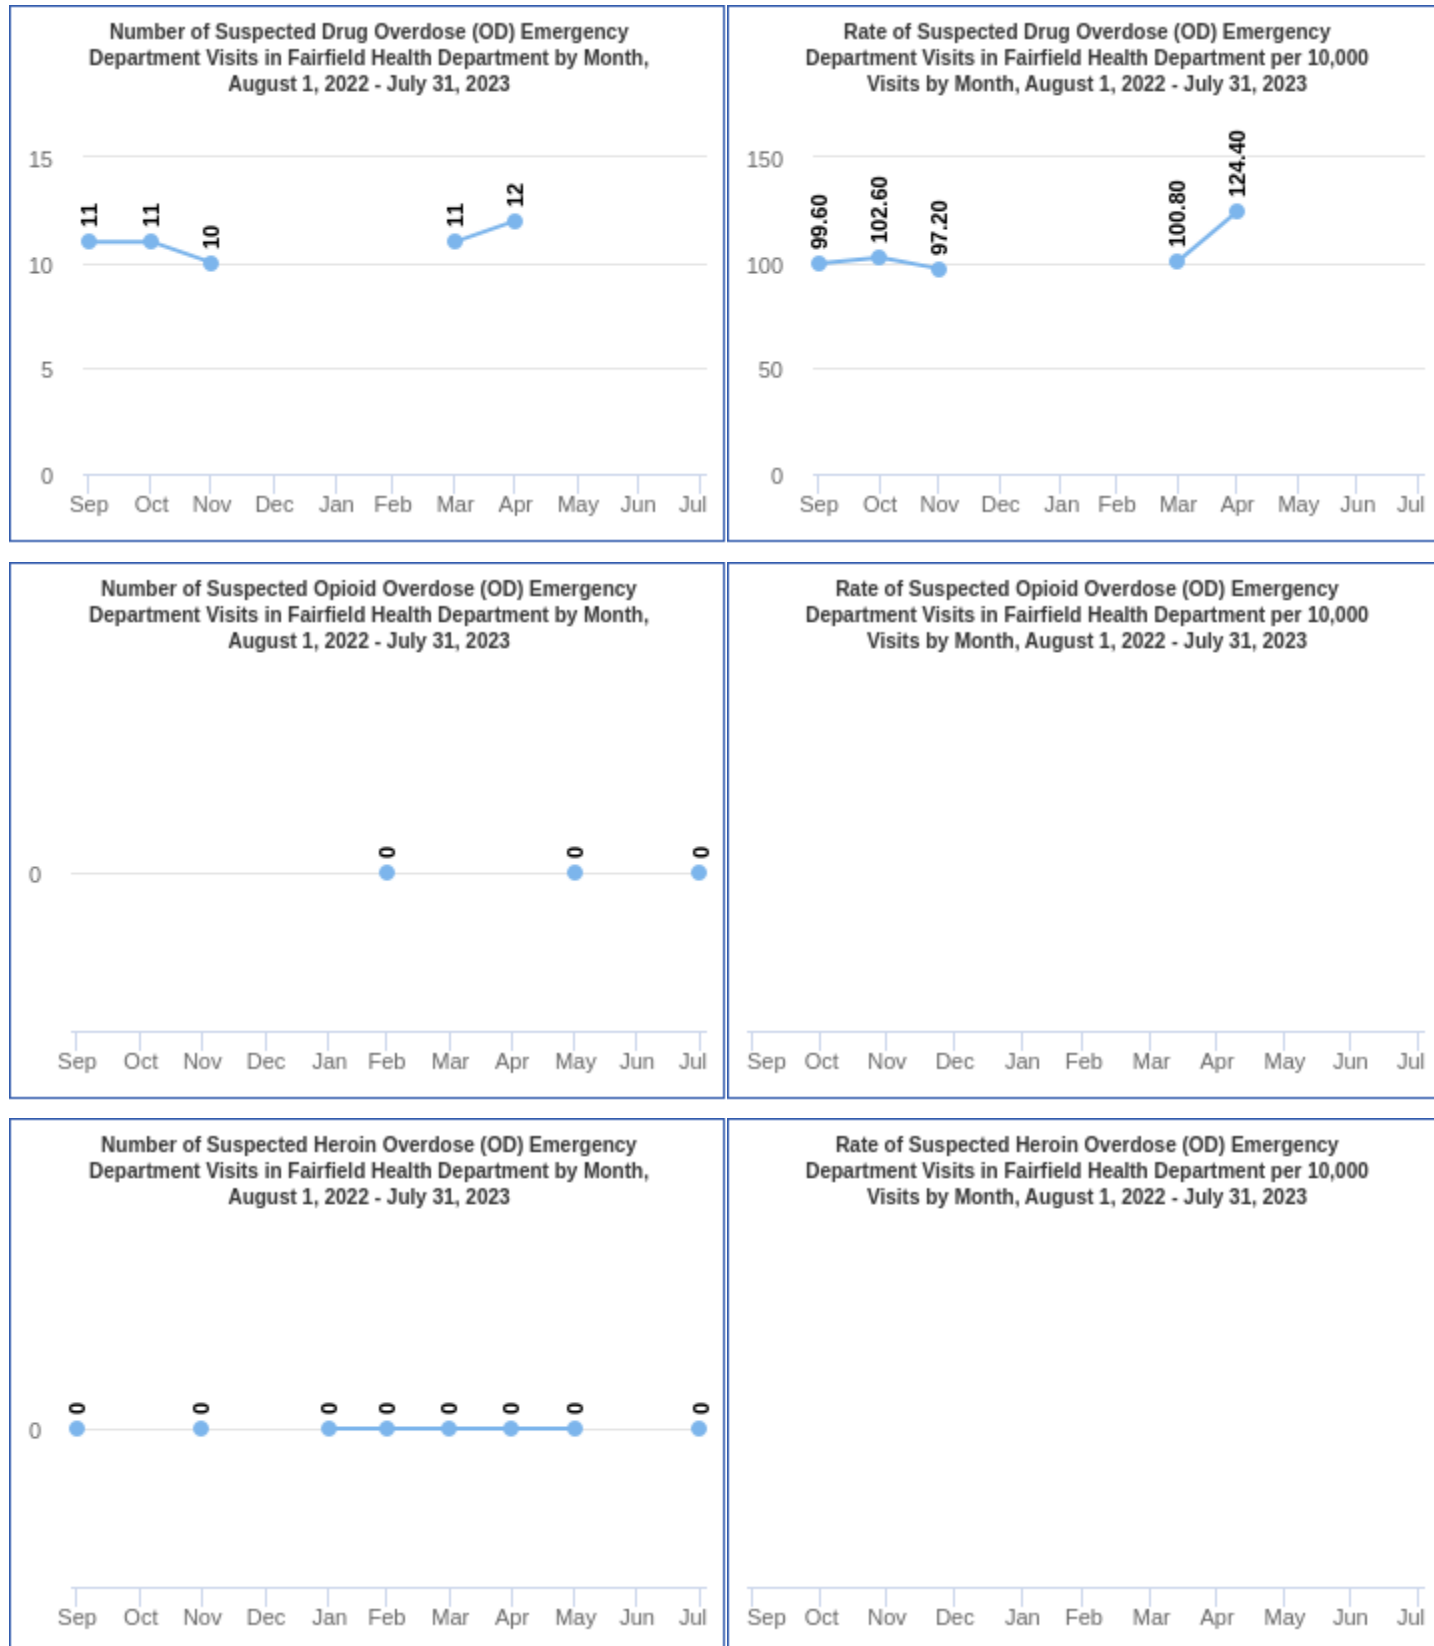 Number of Suspected Drug Overdose (OD) Emergency
Department Visits in Fairfield Health Department by Month,
August 1, 2022 - July 31, 2023
15
10
5
0
11
11
10
11
12
Sep Oct Nov Dec Jan Feb Mar Apr May Jun Jul
Rate of Suspected Drug Overdose (OD) Emergency
Department Visits in Fairfield Health Department per 10,000
Visits by Month, August 1, 2022 - July 31, 2023
150
100
50
0
99.60
102.60
97.20
100.80
124.40
Sep Oct Nov Dec Jan Feb Mar Apr May Jun Jul
Number of Suspected Opioid Overdose (OD) Emergency
Department Visits in Fairfield Health Department by Month,
August 1, 2022 - July 31, 2023
0
0
0
0
Sep Oct Nov Dec Jan Feb Mar Apr May Jun Jul
Rate of Suspected Opioid Overdose (OD) Emergency
Department Visits in Fairfield Health Department per 10,000
Visits by Month, August 1, 2022 - July 31, 2023
Sep Oct Nov Dec Jan Feb Mar Apr May Jun Jul
Number of Suspected Heroin Overdose (OD) Emergency
Department Visits in Fairfield Health Department by Month,
August 1, 2022 - July 31, 2023
0
0
0
0
0
0
0
0
0
Sep Oct Nov Dec Jan Feb Mar Apr May Jun Jul
Rate of Suspected Heroin Overdose (OD) Emergency
Department Visits in Fairfield Health Department per 10,000
Visits by Month, August 1, 2022 - July 31, 2023
Sep Oct Nov Dec Jan Feb Mar Apr May Jun Jul